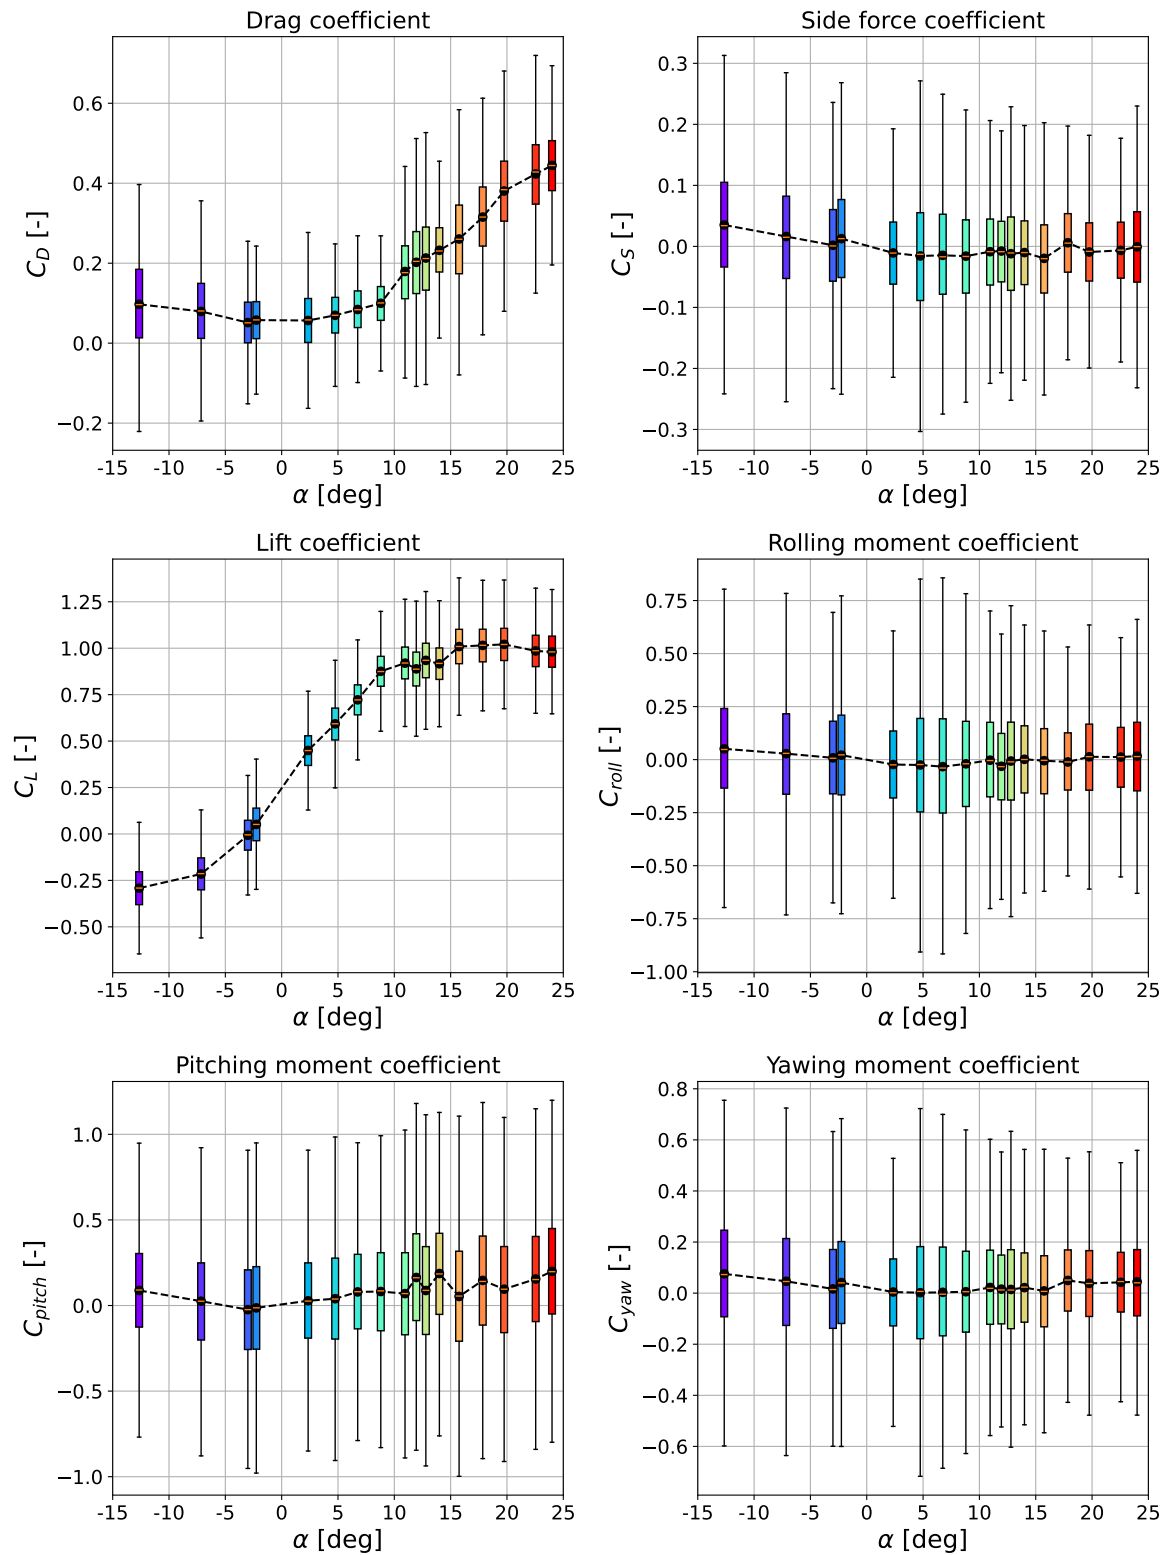 Drag coefficient
C_D [-]
0.6
0.4
0.2
0.0
−0.2
-15 -10 -5 0 5 10 15 20 25
α [deg]
Side force coefficient
C_S [-]
0.3
0.2
0.1
0.0
−0.1
−0.2
−0.3
-15 -10 -5 0 5 10 15 20 25
α [deg]
Lift coefficient
C_L [-]
1.25
1.00
0.75
0.50
0.25
0.00
−0.25
−0.50
-15 -10 -5 0 5 10 15 20 25
α [deg]
Rolling moment coefficient
C_roll [-]
0.75
0.50
0.25
0.00
−0.25
−0.50
−0.75
−1.00
-15 -10 -5 0 5 10 15 20 25
α [deg]
Pitching moment coefficient
C_pitch [-]
1.0
0.5
0.0
−0.5
−1.0
-15 -10 -5 0 5 10 15 20 25
α [deg]
Yawing moment coefficient
C_yaw [-]
0.8
0.6
0.4
0.2
0.0
−0.2
−0.4
−0.6
-15 -10 -5 0 5 10 15 20 25
α [deg]